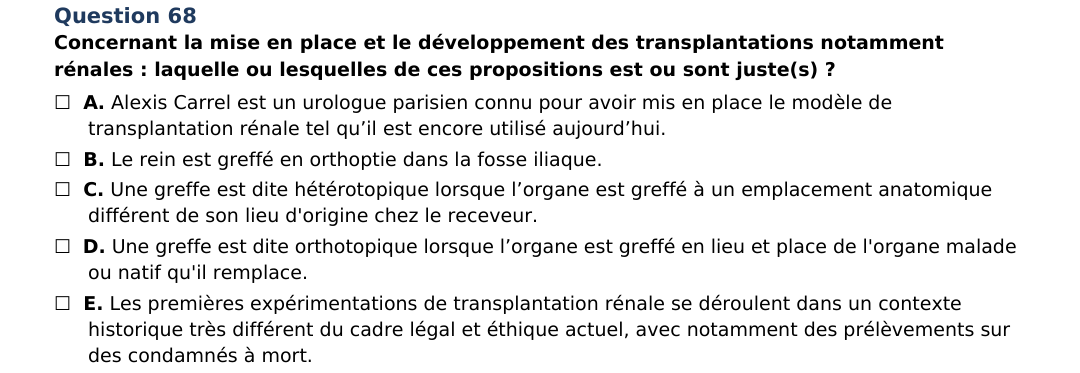 Question 68
Concernant la mise en place et le développement des transplantations notamment
rénales : laquelle ou lesquelles de ces propositions est ou sont juste(s) ?
☐ A. Alexis Carrel est un urologue parisien connu pour avoir mis en place le modèle de
transplantation rénale tel qu’il est encore utilisé aujourd’hui.
☐ B. Le rein est greffé en orthoptie dans la fosse iliaque.
☐ C. Une greffe est dite hétérotopique lorsque l’organe est greffé à un emplacement anatomique
différent de son lieu d'origine chez le receveur.
☐ D. Une greffe est dite orthotopique lorsque l’organe est greffé en lieu et place de l'organe malade
ou natif qu'il remplace.
☐ E. Les premières expérimentations de transplantation rénale se déroulent dans un contexte
historique très différent du cadre légal et éthique actuel, avec notamment des prélèvements sur
des condamnés à mort.